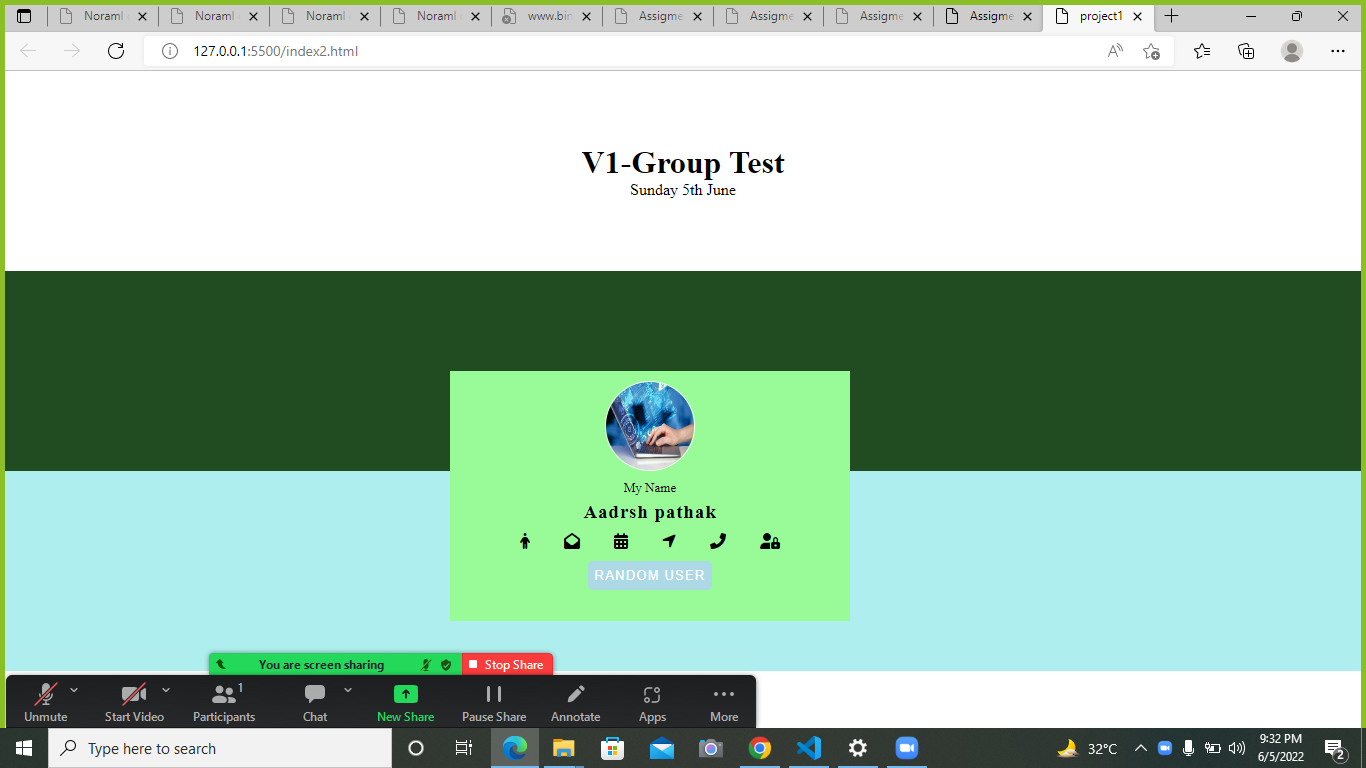 Noraml
Noraml
Noraml
Noraml
www.bin
Assigme
Assigme
Assigme
Assigme
project1
127.0.0.1:5500/index2.html
V1-Group Test
Sunday 5th June
My Name
Aadrsh pathak
RANDOM USER
You are screen sharing
Stop Share
Unmute
Start Video
1
Participants
Chat
New Share
Pause Share
Annotate
Apps
More
Type here to search
32°C
9:32 PM
6/5/2022
2